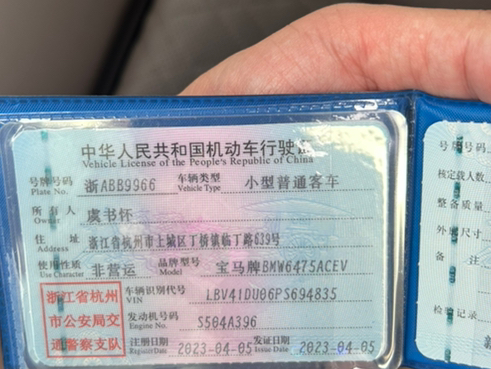 中华人民共和国机动车行驶
Vehicle License of the People's Republic of China
号牌号码 Plate No. 浙ABB9966 车辆类型 Vehicle Type 小型普通客车
所有人 Owner 虞书怀
住址 Address 浙江省杭州市上城区丁桥镇临丁路639号
使用性质 Use Character 非营运 品牌型号 Model 宝马牌BMW6475ACEV
浙江省杭州市公安局交通警察支队
车辆识别代号 VIN LBV41DU06PS694835
发动机号码 Engine No. S504A396
注册日期 Register Date 2023-04-05 发证日期 Issue Date 2023-04-05
号牌号
核定载人数
整备质量
外廓尺寸
备注
检验记录